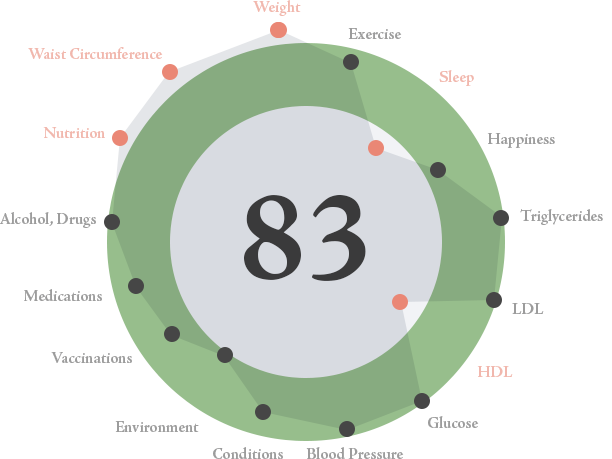 Weight
Exercise
Waist Circumference
Sleep
Nutrition
Happiness
Alcohol, Drugs
83
Triglycerides
Medications
LDL
Vaccinations
HDL
Environment
Glucose
Conditions
Blood Pressure